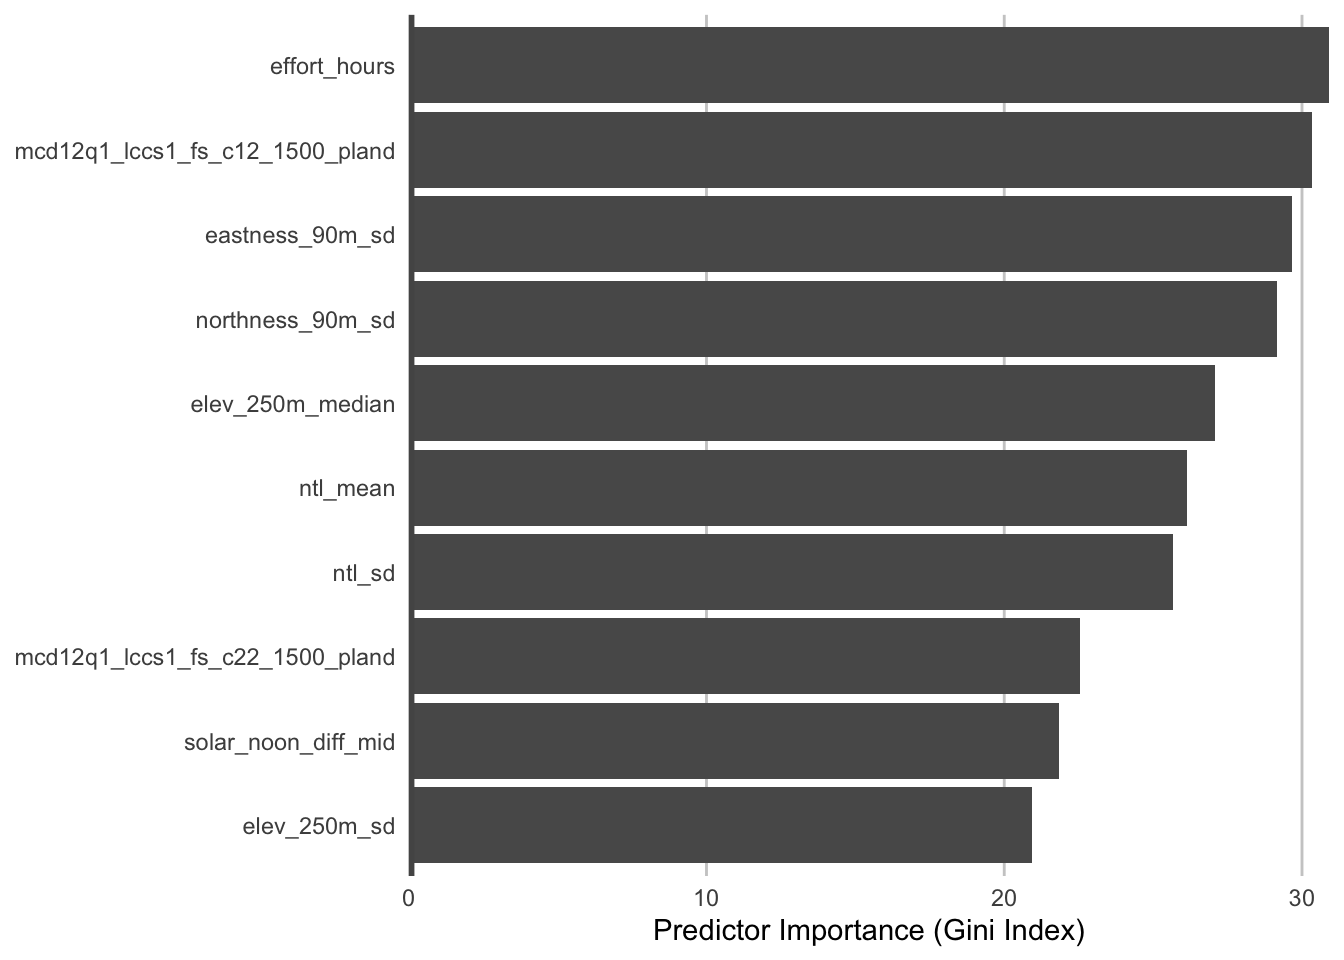 effort_hours
mcd12q1_lccs1_fs_c12_1500_pland
eastness_90m_sd
northness_90m_sd
elev_250m_median
ntl_mean
ntl_sd
mcd12q1_lccs1_fs_c22_1500_pland
solar_noon_diff_mid
elev_250m_sd
0 10 20 30
Predictor Importance (Gini Index)